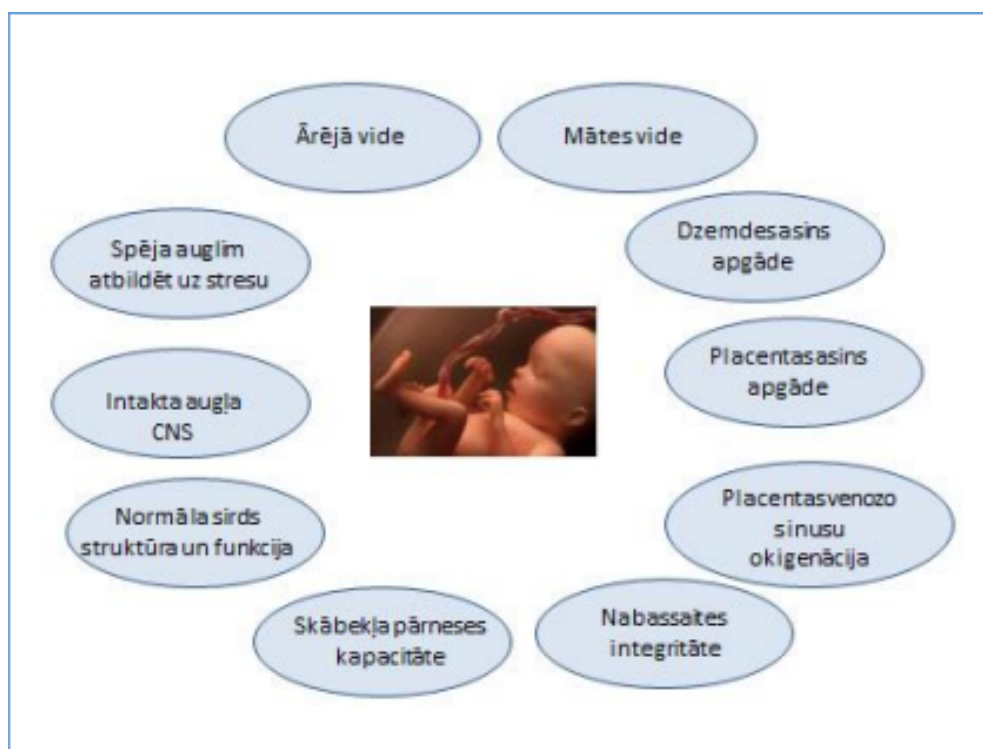 Ārējā vide
Mātes vide
Dzemdes asins
apgāde
Placentas asins
apgāde
Placentas venozo
sinusu
okigenācija
Nabassaites
integritāte
Skābekļa pārneses
kapacitāte
Normāla sirds
struktūra un funkcija
Intakta augļa
CNS
Spēja auglim
atbildēt uz stresu